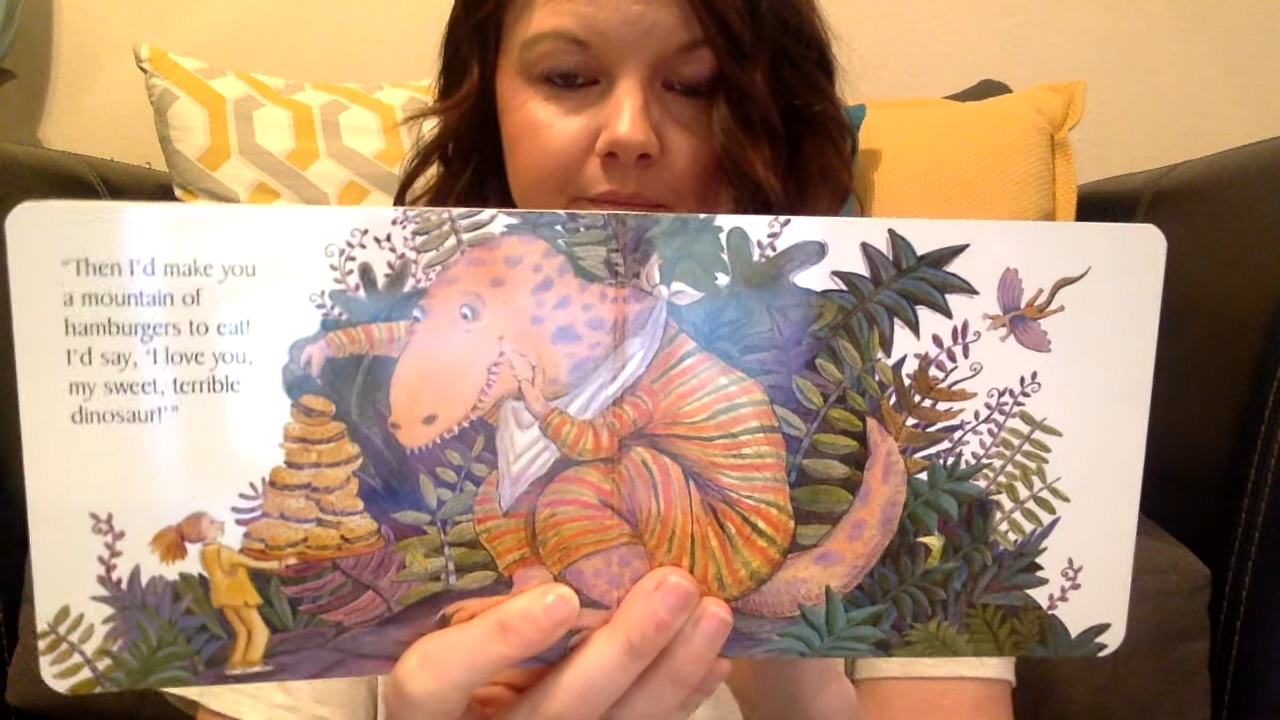 "Then I'd make you
a mountain of
hamburgers to eat!
I'd say, 'I love you,
my sweet, terrible
dinosaur!'"